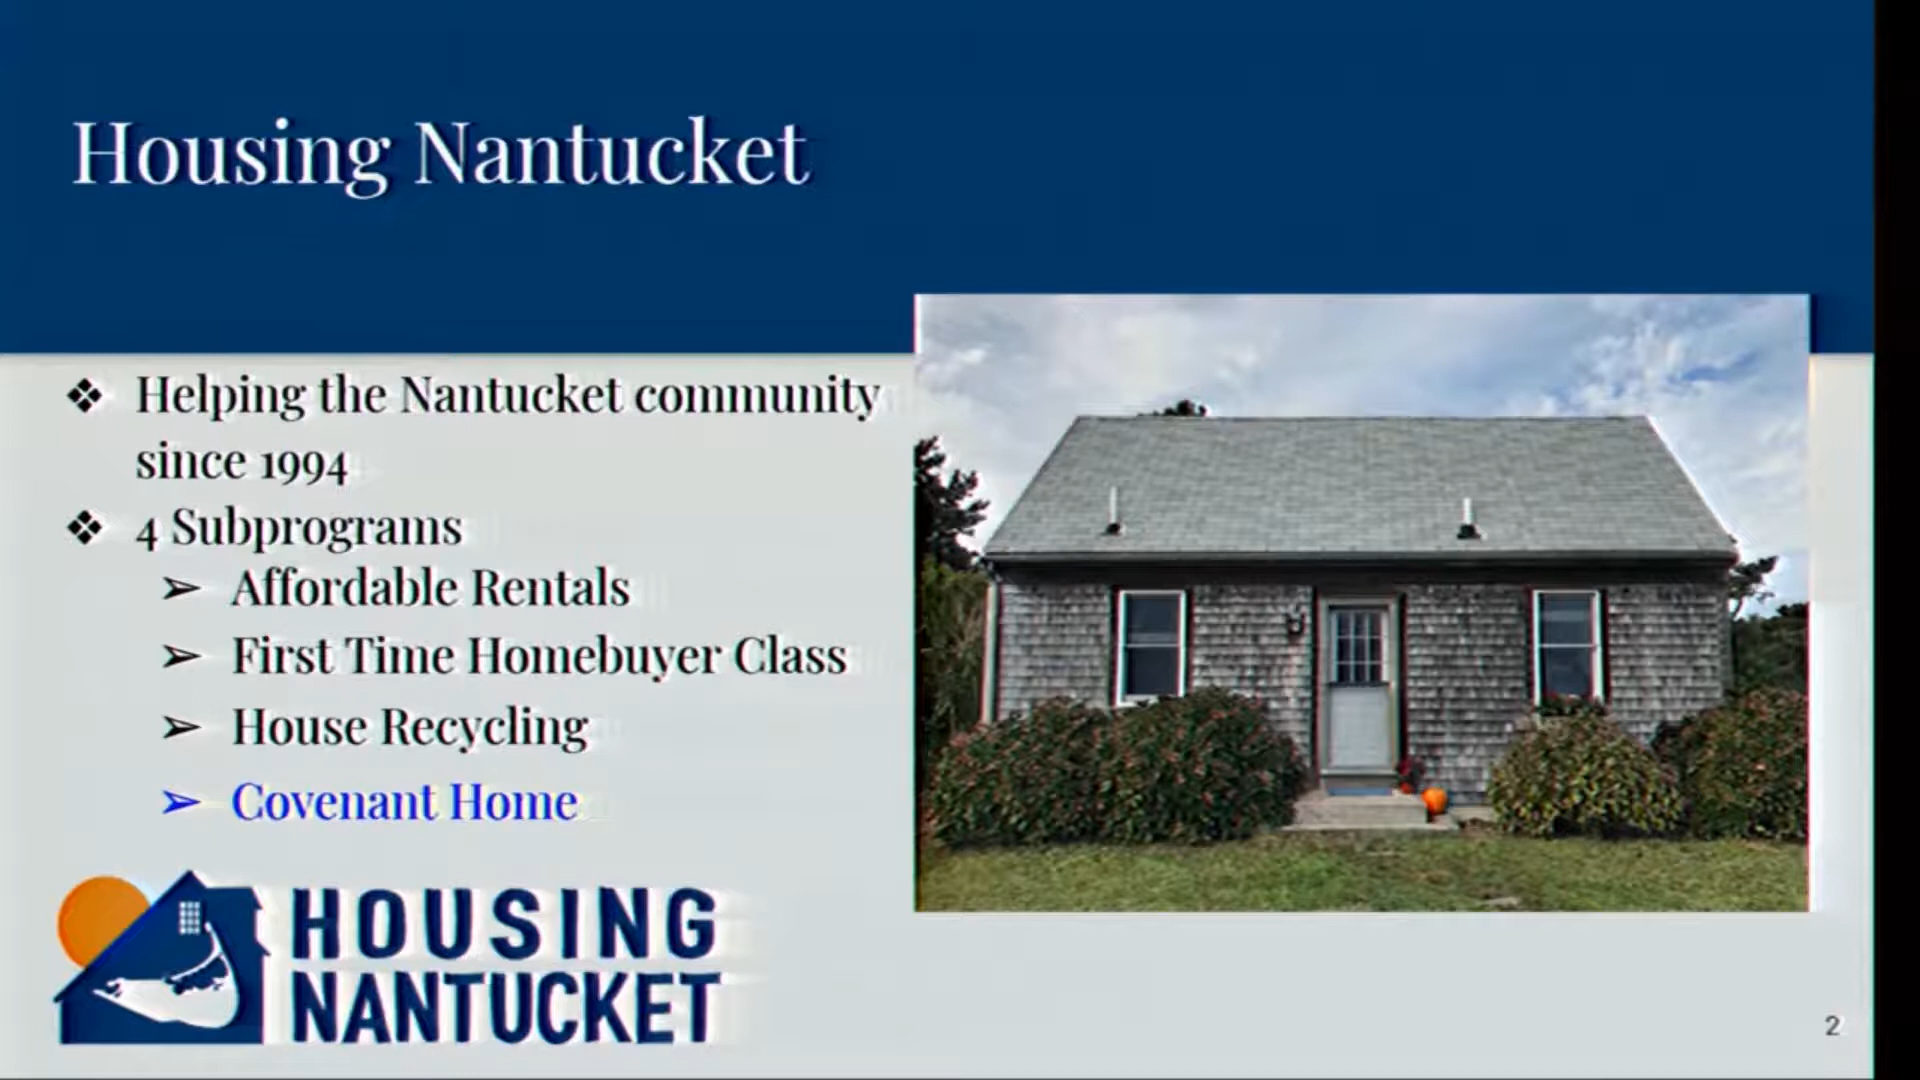 Housing Nantucket
❖ Helping the Nantucket community
since 1994
❖ 4 Subprograms
➢ Affordable Rentals
➢ First Time Homebuyer Class
➢ House Recycling
➢ Covenant Home
HOUSING
NANTUCKET
2